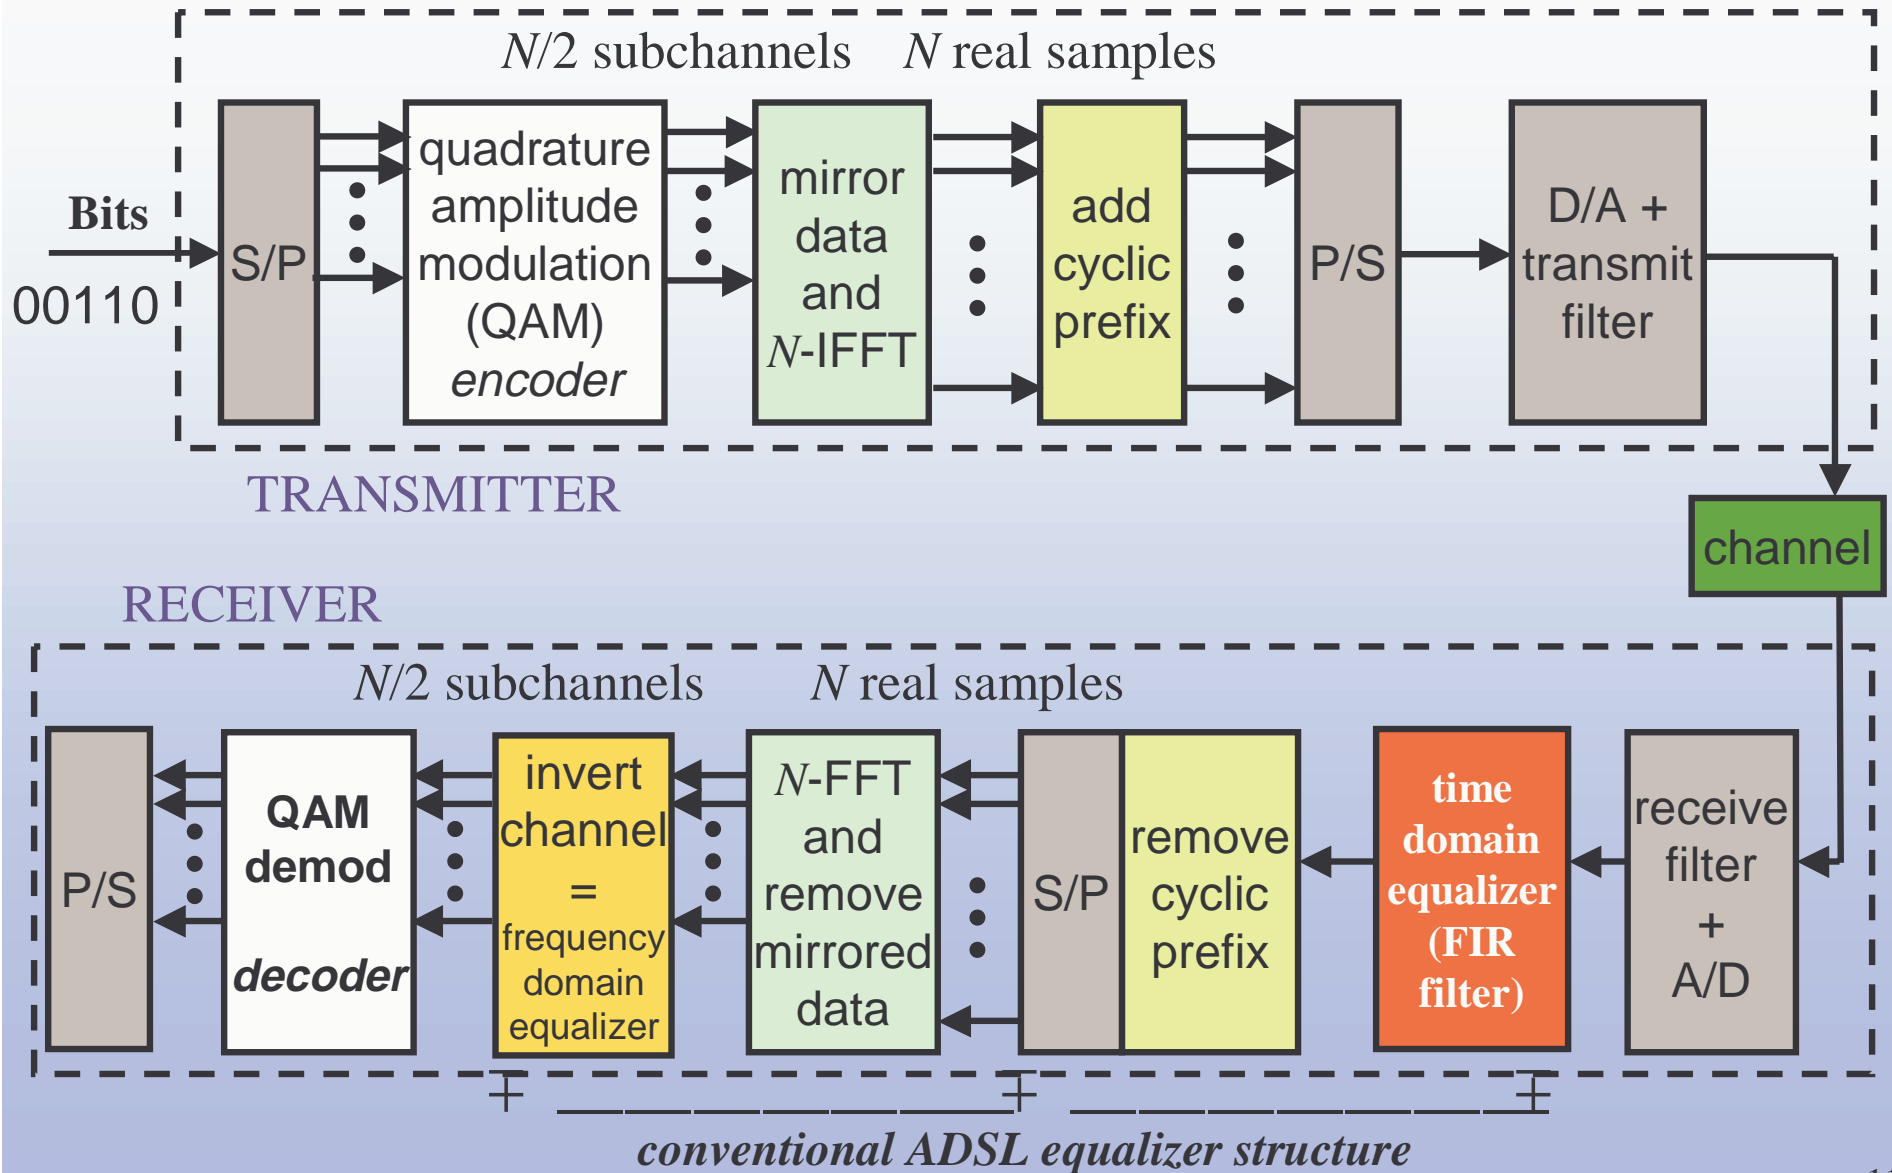 N/2 subchannels
N real samples
Bits
00110
S/P
quadrature
amplitude
modulation
(QAM)
encoder
mirror
data
and
N-IFFT
add
cyclic
prefix
P/S
D/A +
transmit
filter
TRANSMITTER
channel
RECEIVER
N/2 subchannels
N real samples
P/S
QAM
demod
decoder
invert
channel
=
frequency
domain
equalizer
N-FFT
and
remove
mirrored
data
S/P
remove
cyclic
prefix
time
domain
equalizer
(FIR
filter)
receive
filter
+
A/D
conventional ADSL equalizer structure